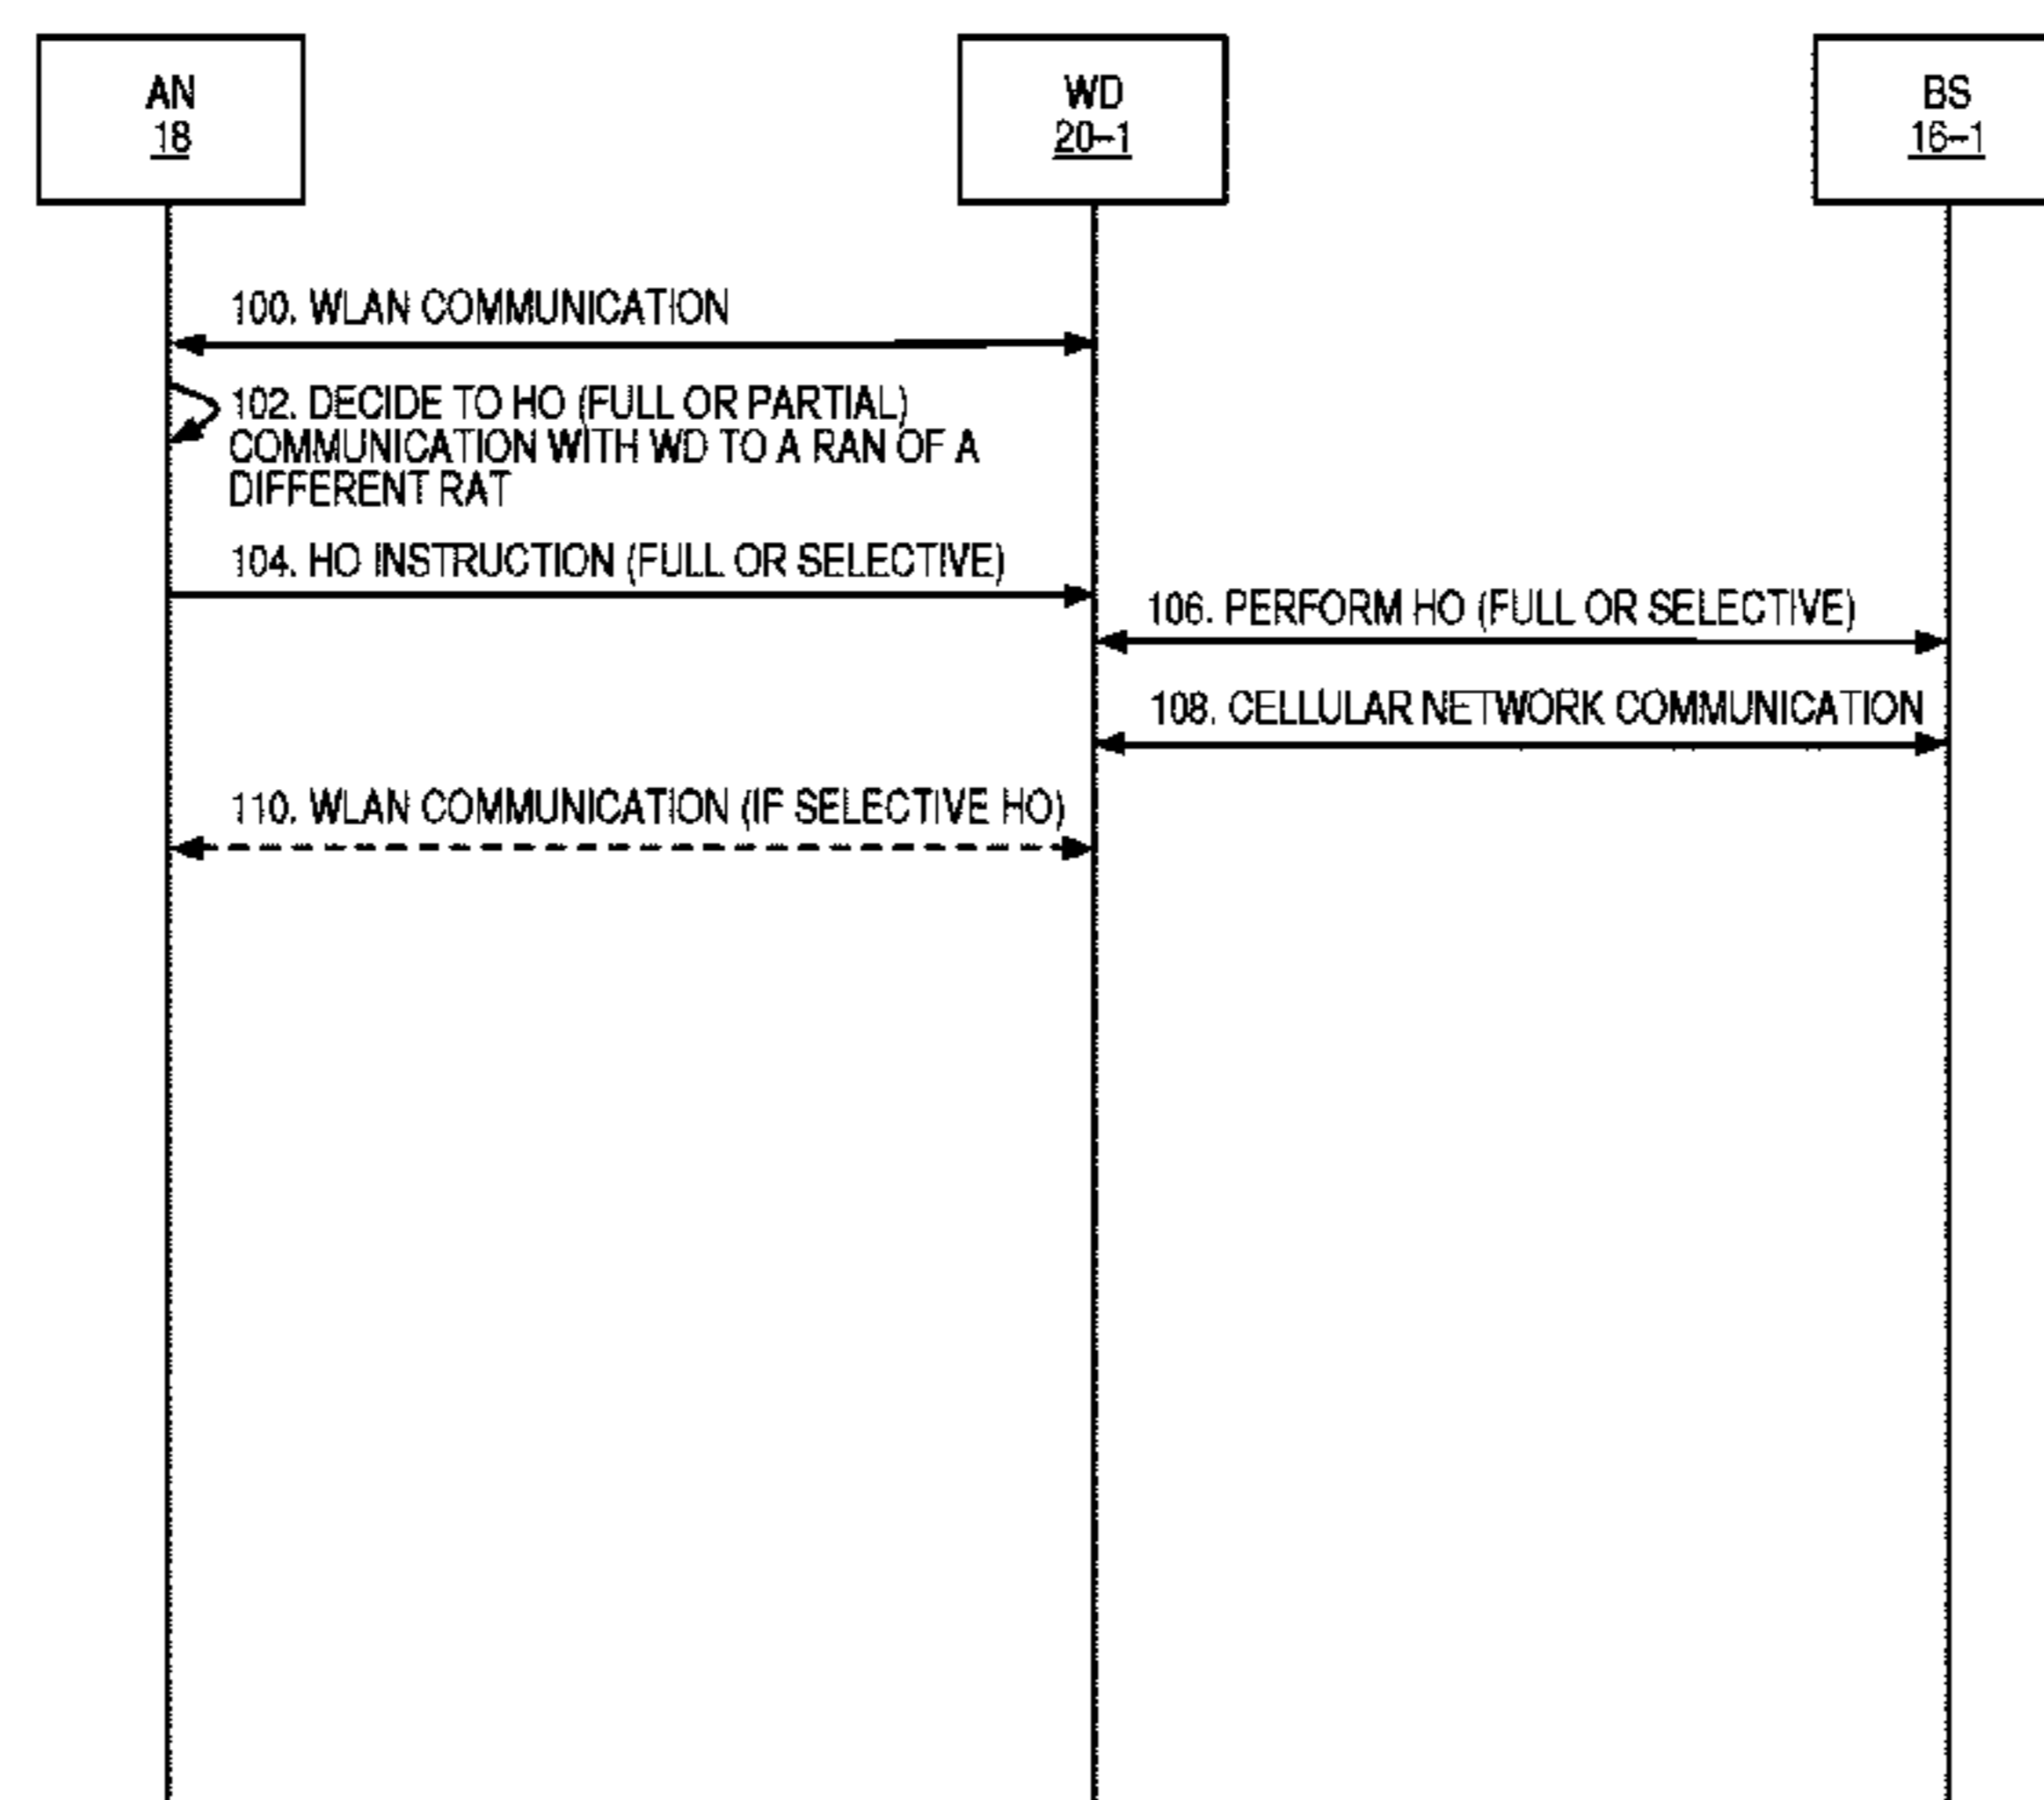 AN
18
WD
20-1
BS
16-1
100. WLAN COMMUNICATION
102. DECIDE TO HO (FULL OR PARTIAL)
COMMUNICATION WITH WD TO A RAN OF A
DIFFERENT RAT
104. HO INSTRUCTION (FULL OR SELECTIVE)
106. PERFORM HO (FULL OR SELECTIVE)
108. CELLULAR NETWORK COMMUNICATION
110. WLAN COMMUNICATION (IF SELECTIVE HO)